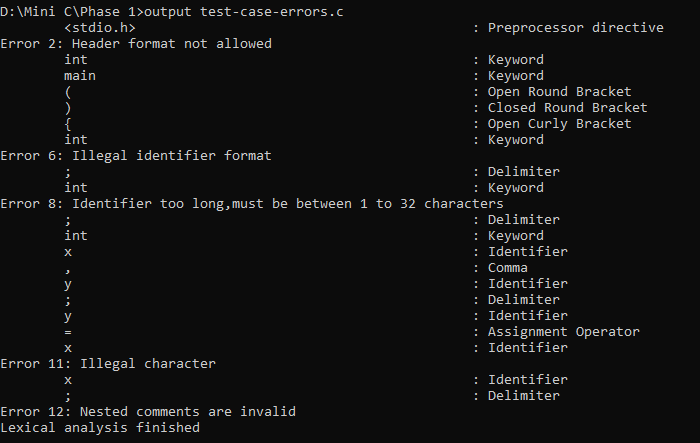 D:\Mini C\Phase 1>output test-case-errors.c
<stdio.h> : Preprocessor directive
Error 2: Header format not allowed
int : Keyword
main : Keyword
( : Open Round Bracket
) : Closed Round Bracket
{ : Open Curly Bracket
int : Keyword
Error 6: Illegal identifier format
; : Delimiter
int : Keyword
Error 8: Identifier too long,must be between 1 to 32 characters
; : Delimiter
int : Keyword
x : Identifier
, : Comma
y : Identifier
; : Delimiter
y : Identifier
= : Assignment Operator
x : Identifier
Error 11: Illegal character
x : Identifier
; : Delimiter
Error 12: Nested comments are invalid
Lexical analysis finished